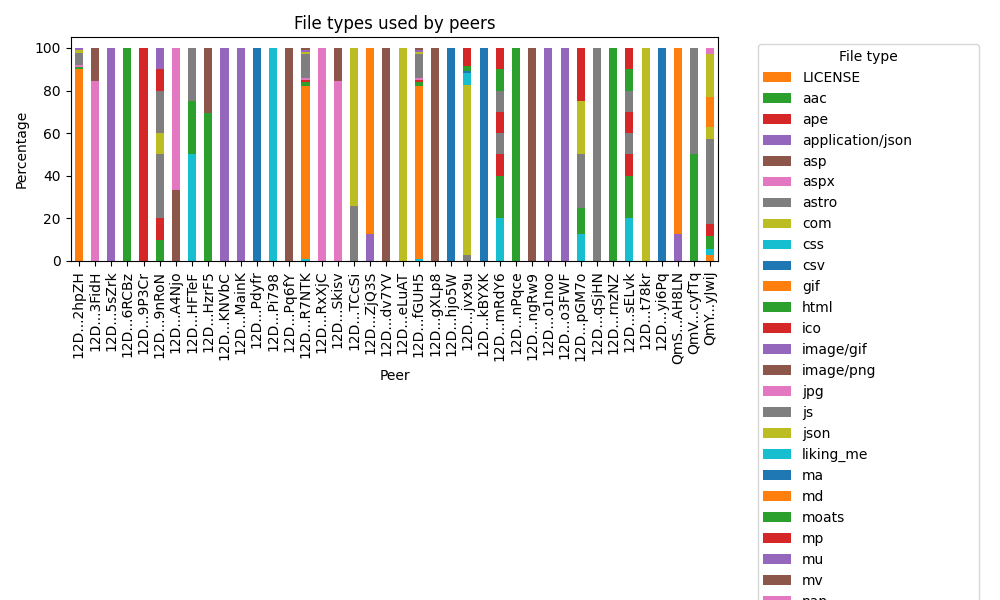 File types used by peers
Percentage
100
80
60
40
20
0
12D...2hpZH
12D...3FidH
12D...5sZrk
12D...6RCBz
12D...9P3Cr
12D...9nRoN
12D...A4Njo
12D...HFTeF
12D...HzrF5
12D...KNVbC
12D...MainK
12D...Pdyfr
12D...Pi798
12D...Pq6fY
12D...R7NTK
12D...RxXjC
12D...Skisv
12D...TCcSi
12D...ZjQ3S
12D...dv7YV
12D...eLuAT
12D...fGUH5
12D...gXLp8
12D...hjo5W
12D...jvx9u
12D...kBYXK
12D...mRdY6
12D...nPqce
12D...ngRw9
12D...o1noo
12D...o3FWF
12D...pGM7o
12D...qSjHN
12D...rnzNZ
12D...sELvk
12D...t78kr
12D...yi6Pq
QmS...AH8LN
QmV...cyfTq
QmY...yJwiJ
Peer
File type
LICENSE
aac
ape
application/json
asp
aspx
astro
com
css
csv
gif
html
ico
image/gif
image/png
jpg
js
json
liking_me
ma
md
moats
mp
mu
mv